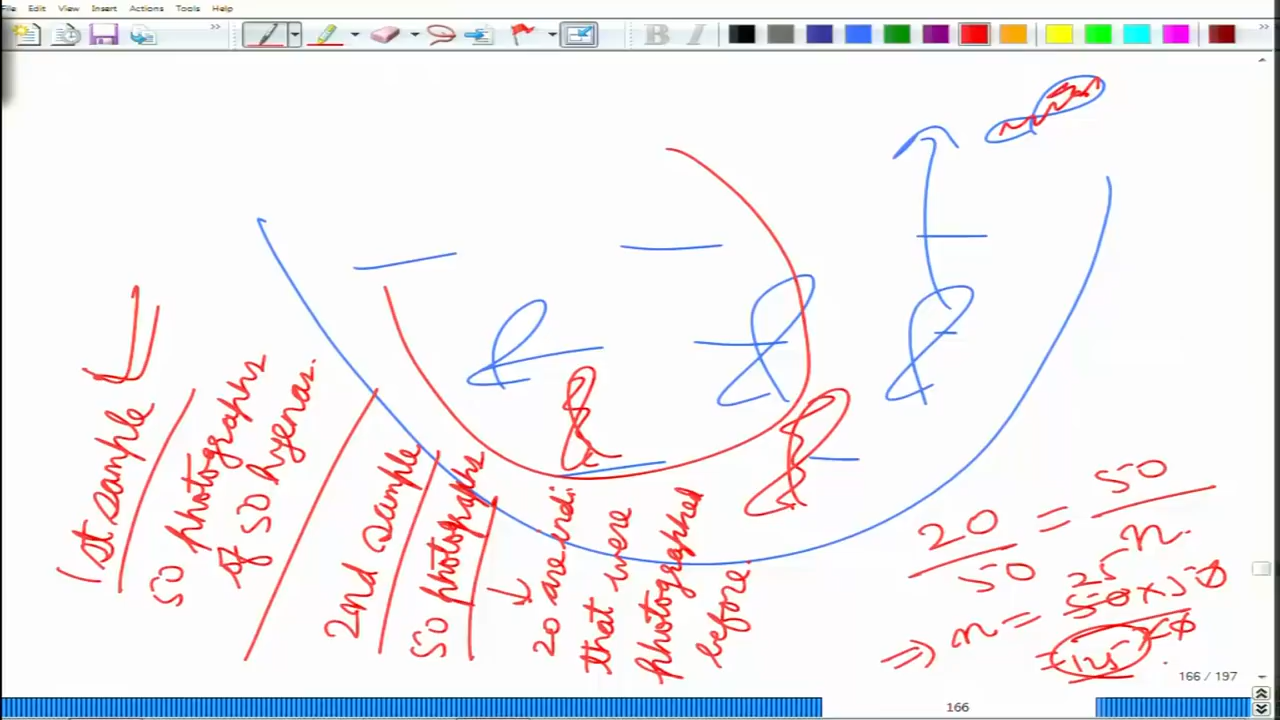 File Edit View Insert Actions Tools Help
1st sample
50 photographs
of 50 hyenas.
2nd sample
50 photographs
20 are indi.
that were
photographed
before.
20/50 = 50/n
⇒ n = 50 × 50 / 20
25
= 125
166 / 197
166